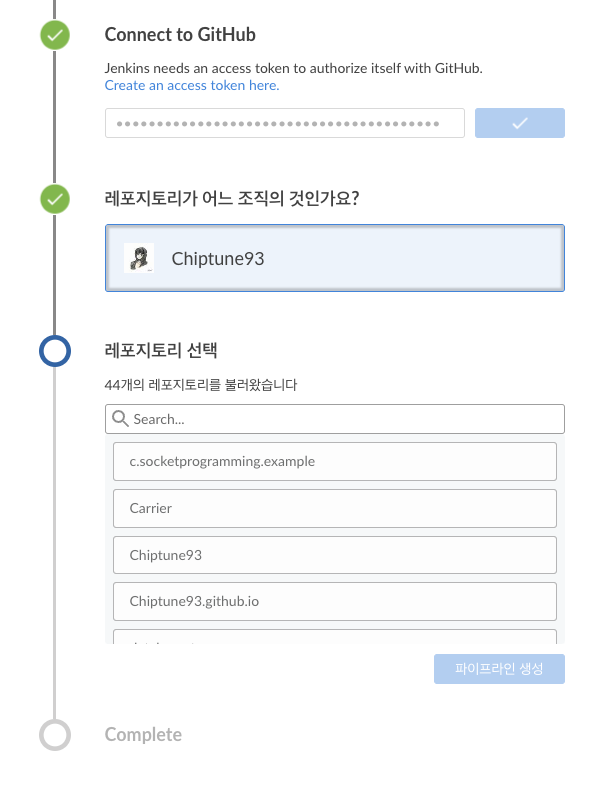 Connect to GitHub
Jenkins needs an access token to authorize itself with GitHub.
Create an access token here.
레포지토리가 어느 조직의 것인가요?
Chiptune93
레포지토리 선택
44개의 레포지토리를 불러왔습니다
Search...
c.socketprogramming.example
Carrier
Chiptune93
Chiptune93.github.io
파이프라인 생성
Complete